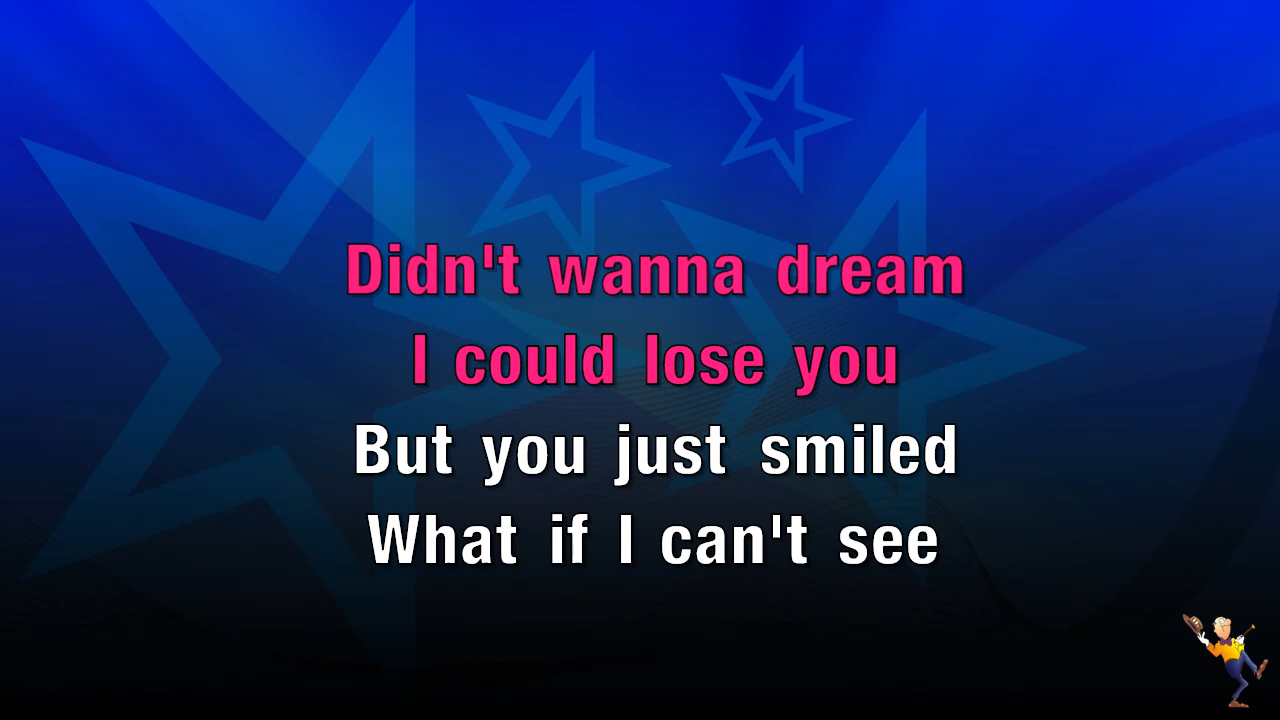 Didn't wanna dream
I could lose you
But you just smiled
What if I can't see